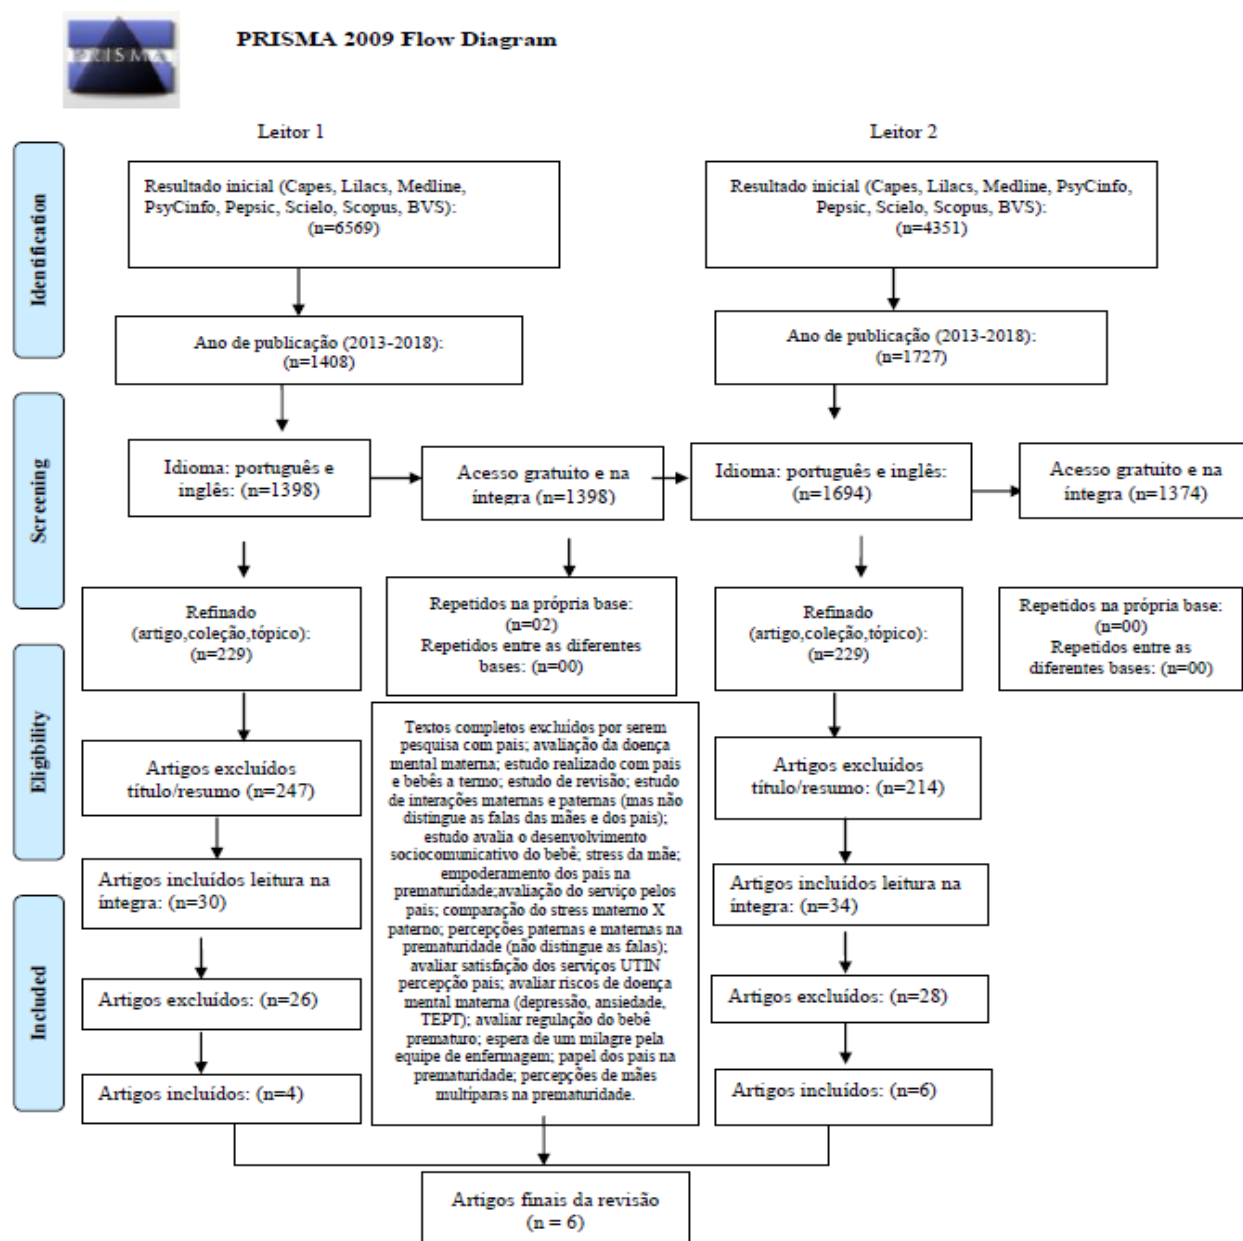 PRISMA
PRISMA 2009 Flow Diagram
Leitor 1
Leitor 2
Identification
Resultado inicial (Capes, Lilacs, Medline,
PsyCinfo, Pepsic, Scielo, Scopus, BVS):
(n=6569)
Resultado inicial (Capes, Lilacs, Medline, PsyCinfo,
Pepsic, Scielo, Scopus, BVS):
(n=4351)
Ano de publicação (2013-2018):
(n=1408)
Ano de publicação (2013-2018):
(n=1727)
Screening
Idioma: português e
inglês: (n=1398)
Acesso gratuito e na
íntegra (n=1398)
Idioma: português e inglês:
(n=1694)
Acesso gratuito e na
íntegra (n=1374)
Refinado
(artigo,coleção,tópico):
(n=229)
Repetidos na própria base:
(n=02)
Repetidos entre as diferentes
bases: (n=00)
Refinado
(artigo,coleção,tópico):
(n=229)
Repetidos na própria base:
(n=00)
Repetidos entre as
diferentes bases: (n=00)
Eligibility
Artigos excluídos
título/resumo (n=247)
Textos completos excluídos por serem
pesquisa com pais; avaliação da doença
mental materna; estudo realizado com pais
e bebês a termo; estudo de revisão; estudo
de interações maternas e paternas (mas não
distingue as falas das mães e dos pais);
estudo avalia o desenvolvimento
sociocomunicativo do bebê; stress da mãe;
empoderamento dos pais na
prematuridade;avaliação do serviço pelos
pais; comparação do stress materno X
paterno; percepções paternas e maternas na
prematuridade (não distingue as falas);
avaliar satisfação dos serviços UTIN
percepção pais; avaliar riscos de doença
mental materna (depressão, ansiedade,
TEPT); avaliar regulação do bebê
prematuro; espera de um milagre pela
equipe de enfermagem; papel dos pais na
prematuridade; percepções de mães
multíparas na prematuridade.
Artigos excluídos
título/resumo: (n=214)
Artigos incluídos leitura na
íntegra: (n=30)
Artigos incluídos leitura na
íntegra: (n=34)
Included
Artigos excluídos: (n=26)
Artigos excluídos: (n=28)
Artigos incluídos: (n=4)
Artigos incluídos: (n=6)
Artigos finais da revisão
(n = 6)